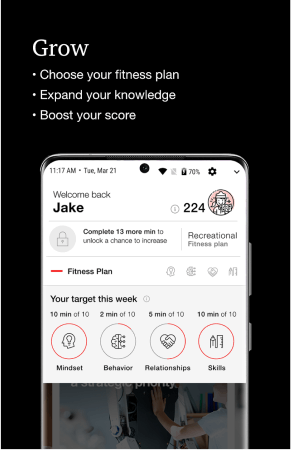 Grow
• Choose your fitness plan
• Expand your knowledge
• Boost your score
11:17 AM • Tue, Mar 21
70%
Welcome back
Jake
224
Complete 13 more min to
unlock a chance to increase
Recreational
Fitness plan
Fitness Plan
Your target this week
10 min of 10 2 min of 10 5 min of 10 10 min of 10
Mindset Behavior Relationships Skills
a strategic priority